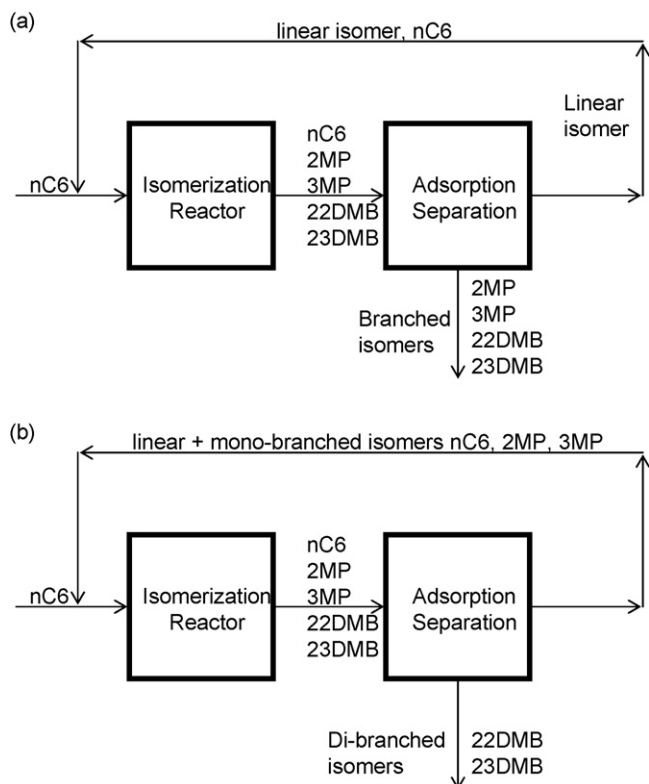 (a)
linear isomer, nC6
nC6
Isomerization
Reactor
nC6
2MP
3MP
22DMB
23DMB
Adsorption
Separation
Linear
isomer
Branched
isomers
2MP
3MP
22DMB
23DMB
(b)
linear + mono-branched isomers nC6, 2MP, 3MP
nC6
Isomerization
Reactor
nC6
2MP
3MP
22DMB
23DMB
Adsorption
Separation
Di-branched
isomers
22DMB
23DMB